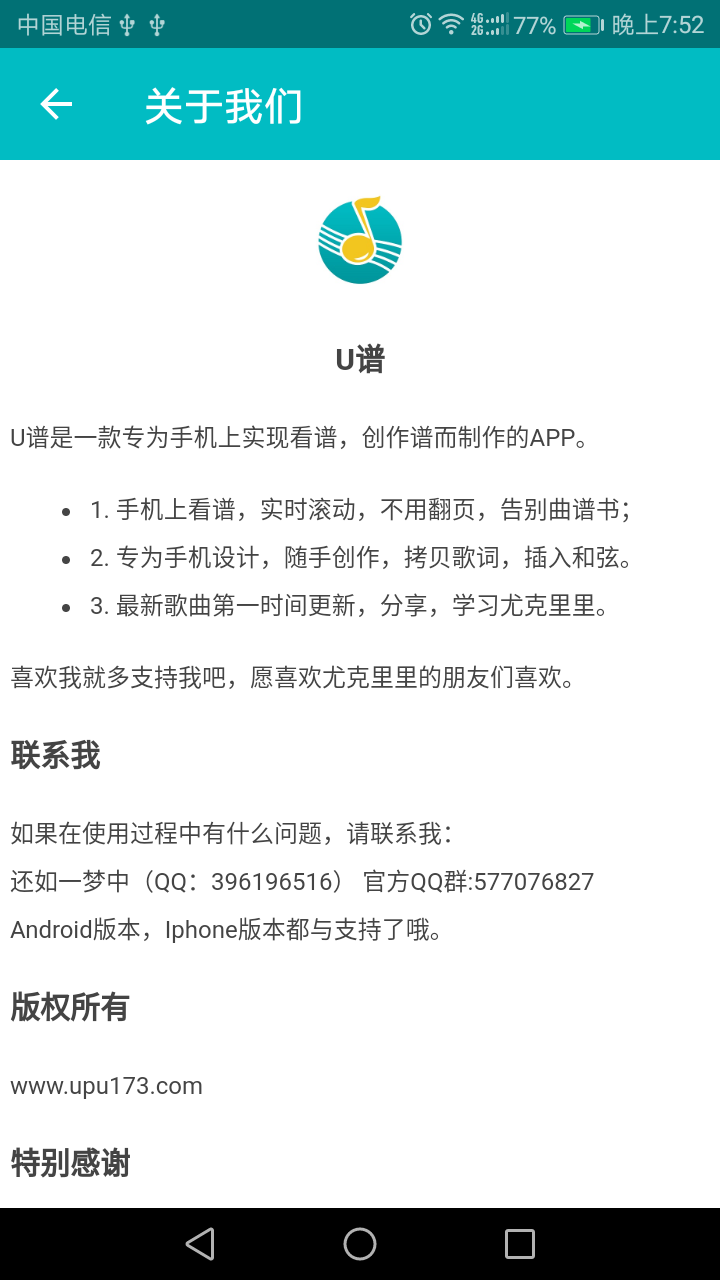 中国电信 4G 2G 77% 晚上7:52
关于我们
U谱
U谱是一款专为手机上实现看谱，创作谱而制作的APP。
1. 手机上看谱，实时滚动，不用翻页，告别曲谱书；
2. 专为手机设计，随手创作，拷贝歌词，插入和弦。
3. 最新歌曲第一时间更新，分享，学习尤克里里。
喜欢我就多支持我吧，愿喜欢尤克里里的朋友们喜欢。
联系我
如果在使用过程中有什么问题，请联系我：
还如一梦中（QQ：396196516） 官方QQ群:577076827
Android版本，Iphone版本都与支持了哦。
版权所有
www.upu173.com
特别感谢